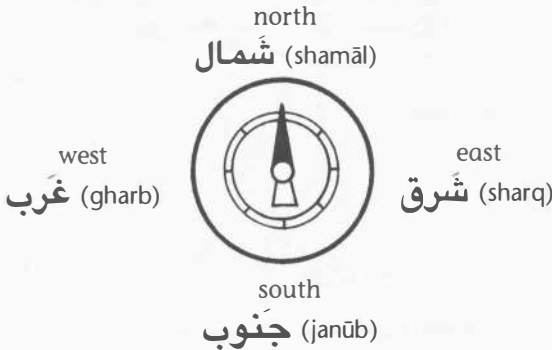 north
شَمال (shamāl)
west
غَرب (gharb)
east
شَرق (sharq)
south
جَنوب (janūb)